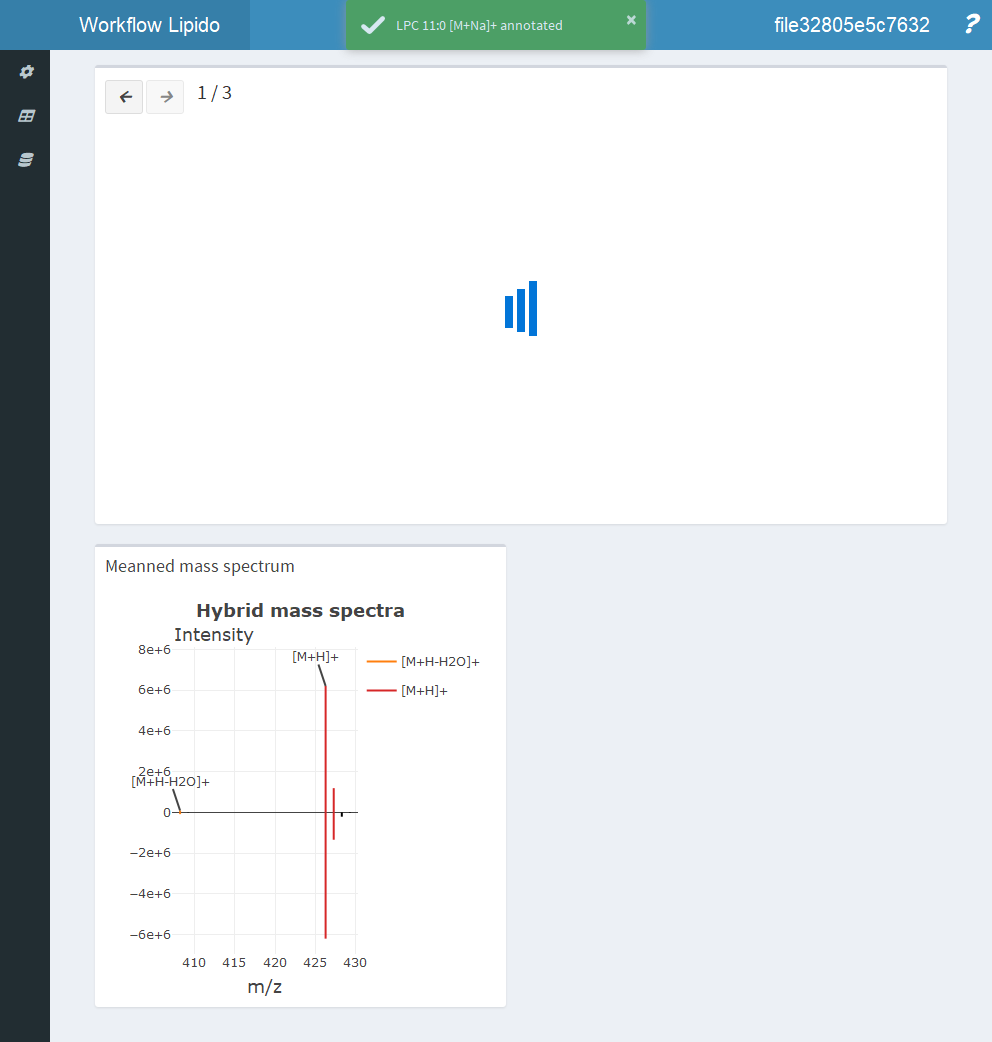 Workflow Lipido
LPC 11:0 [M+Na]+ annotated
×
file32805e5c7632
?
← → 1 / 3
Meanned mass spectrum
Hybrid mass spectra
Intensity
8e+6
6e+6
4e+6
2e+6
0
−2e+6
−4e+6
−6e+6
[M+H]+
[M+H-H2O]+
[M+H-H2O]+
[M+H]+
410 415 420 425 430
m/z